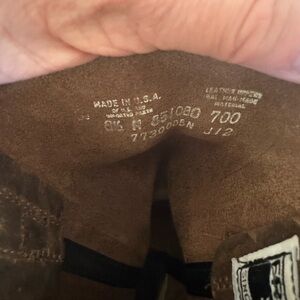 MADE IN U.S.A.
OF U.S. AND
IMPORTED PARTS
LEATHER UPPERS
BAL. MAN-MADE
MATERIAL
8½ M 851080 700
7730005N J12